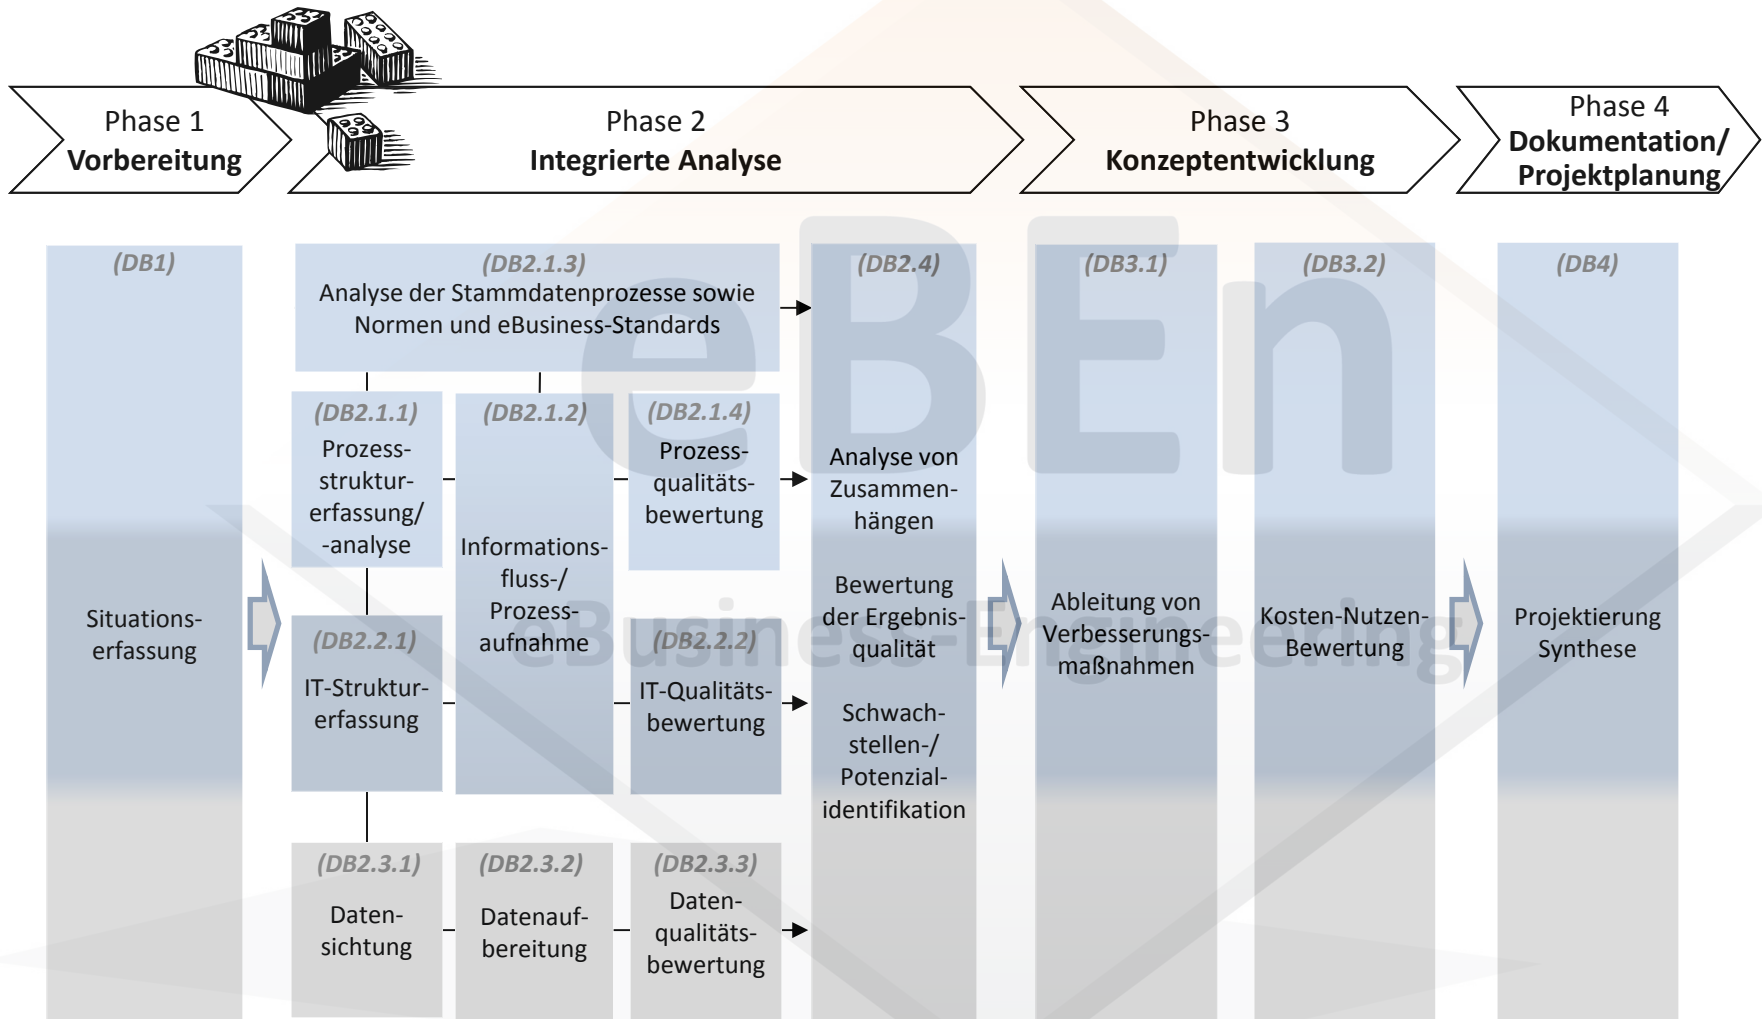 Phase 1
Vorbereitung
Phase 2
Integrierte Analyse
Phase 3
Konzeptentwicklung
Phase 4
Dokumentation/
Projektplanung
eBEn
eBusiness-Engineering
(DB1)
Situations-
erfassung
(DB2.1.3)
Analyse der Stammdatenprozesse sowie
Normen und eBusiness-Standards
(DB2.1.1)
Prozess-
struktur-
erfassung/
-analyse
(DB2.1.2)
Informations-
fluss-/
Prozess-
aufnahme
(DB2.1.4)
Prozess-
qualitäts-
bewertung
(DB2.2.1)
IT-Struktur-
erfassung
(DB2.2.2)
IT-Qualitäts-
bewertung
(DB2.3.1)
Daten-
sichtung
(DB2.3.2)
Datenauf-
bereitung
(DB2.3.3)
Daten-
qualitäts-
bewertung
(DB2.4)
Analyse von
Zusammen-
hängen
Bewertung
der Ergebnis-
qualität
Schwach-
stellen-/
Potenzial-
identifikation
(DB3.1)
Ableitung von
Verbesserungs-
maßnahmen
(DB3.2)
Kosten-Nutzen-
Bewertung
(DB4)
Projektierung
Synthese